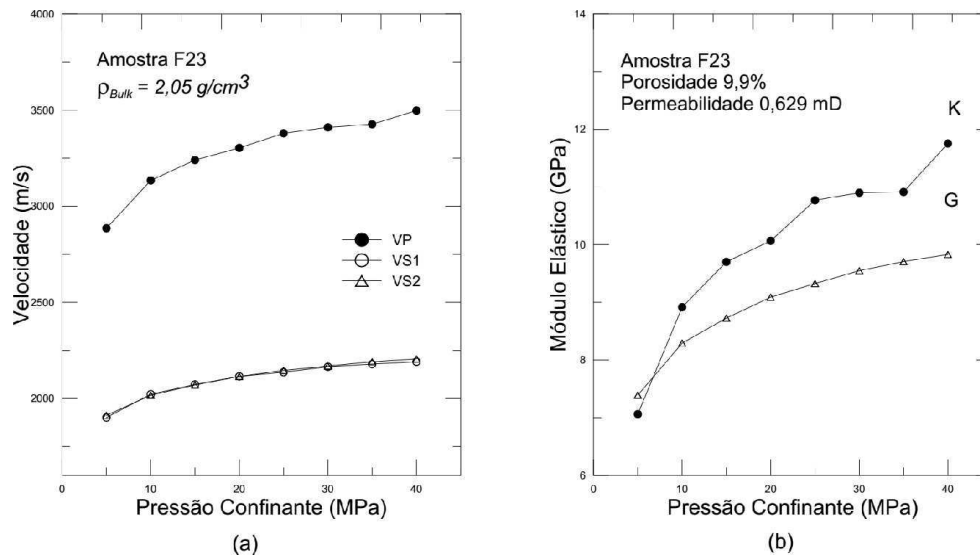 4000
Amostra F23
ρBulk = 2,05 g/cm3
3500
3000
2500
2000
Velocidade (m/s)
VP
VS1
VS2
0
10
20
30
40
Pressão Confinante (MPa)
(a)
14
Amostra F23
Porosidade 9,9%
Permeabilidade 0,629 mD
12
10
8
6
Módulo Elástico (GPa)
K
G
0
10
20
30
40
Pressão Confinante (MPa)
(b)